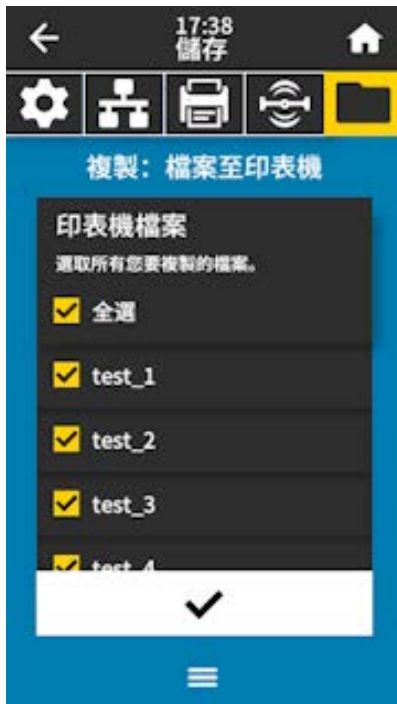 17:38
儲存
複製：檔案至印表機
印表機檔案
選取所有您要複製的檔案。
全選
test_1
test_2
test_3
test_4